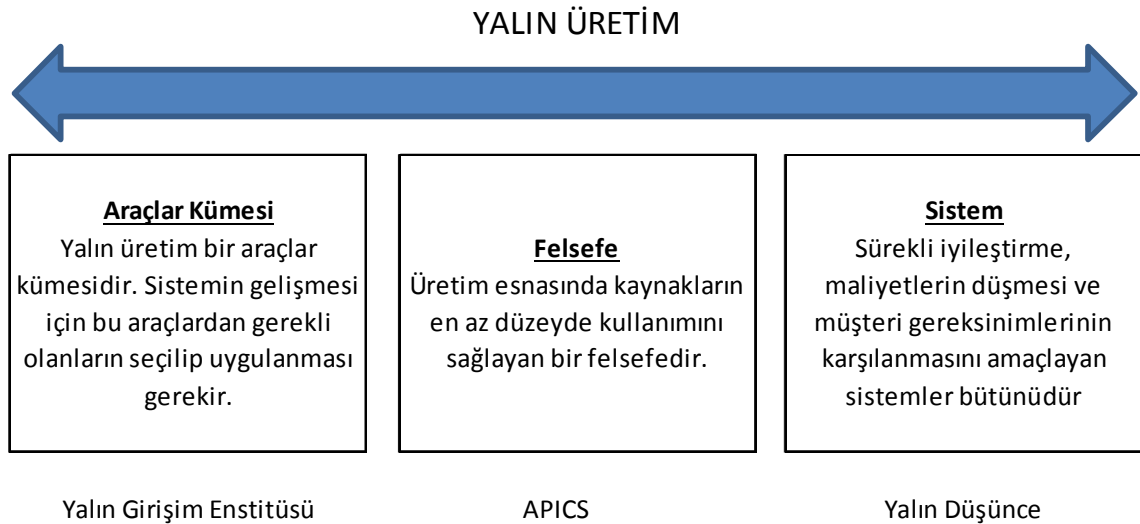 YALIN ÜRETİM
Araçlar Kümesi
Yalın üretim bir araçlar
kümesidir. Sistemin gelişmesi
için bu araçlardan gerekli
olanların seçilip uygulanması
gerekir.
Felsefe
Üretim esnasında kaynakların
en az düzeyde kullanımını
sağlayan bir felsefedir.
Sistem
Sürekli iyileştirme,
maliyetlerin düşmesi ve
müşteri gereksinimlerinin
karşılanmasını amaçlayan
sistemler bütünüdür
Yalın Girişim Enstitüsü
APICS
Yalın Düşünce